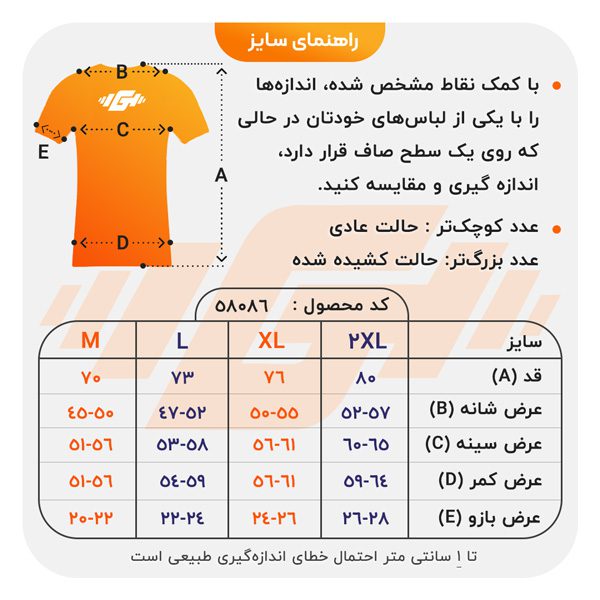 راهنمای سایز
با کمک نقاط مشخص شده، اندازه‌ها
را با یکی از لباس‌های خودتان در حالی
که روی یک سطح صاف قرار دارد،
اندازه گیری و مقایسه کنید.
عدد کوچک‌تر : حالت عادی
عدد بزرگ‌تر: حالت کشیده شده
B
C
E
A
D
کد محصول : ۵۸۰۸۶
سایز ۲XL XL L M
قد (A) ۸۰ ۷۶ ۷۳ ۷۰
عرض شانه (B) ۵۲-۵۷ ۵۰-۵۵ ۴۷-۵۲ ۴۵-۵۰
عرض سینه (C) ۶۰-۶۵ ۵۶-۶۱ ۵۳-۵۸ ۵۱-۵۶
عرض کمر (D) ۵۹-۶۴ ۵۶-۶۱ ۵۴-۵۹ ۵۱-۵۶
عرض بازو (E) ۲۶-۲۸ ۲۴-۲۶ ۲۲-۲۴ ۲۰-۲۲
تا ۱ سانتی متر احتمال خطای اندازه‌گیری طبیعی است